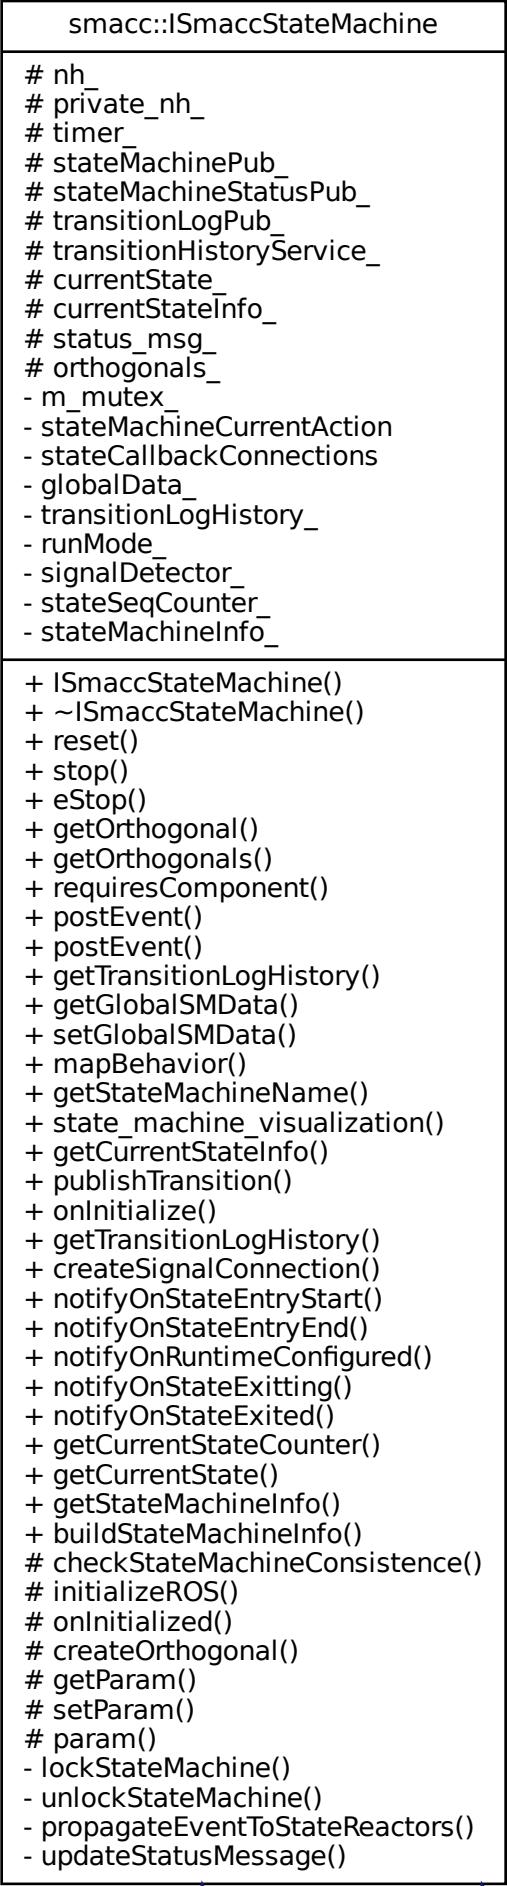 smacc::ISmaccStateMachine
# nh_
# private_nh_
# timer_
# stateMachinePub_
# stateMachineStatusPub_
# transitionLogPub_
# transitionHistoryService_
# currentState_
# currentStateInfo_
# status_msg_
# orthogonals_
- m_mutex_
- stateMachineCurrentAction
- stateCallbackConnections
- globalData_
- transitionLogHistory_
- runMode_
- signalDetector_
- stateSeqCounter_
- stateMachineInfo_
+ ISmaccStateMachine()
+ ~ISmaccStateMachine()
+ reset()
+ stop()
+ eStop()
+ getOrthogonal()
+ getOrthogonals()
+ requiresComponent()
+ postEvent()
+ postEvent()
+ getTransitionLogHistory()
+ getGlobalSMData()
+ setGlobalSMData()
+ mapBehavior()
+ getStateMachineName()
+ state_machine_visualization()
+ getCurrentStateInfo()
+ publishTransition()
+ onInitialize()
+ getTransitionLogHistory()
+ createSignalConnection()
+ notifyOnStateEntryStart()
+ notifyOnStateEntryEnd()
+ notifyOnRuntimeConfigured()
+ notifyOnStateExitting()
+ notifyOnStateExited()
+ getCurrentStateCounter()
+ getCurrentState()
+ getStateMachineInfo()
+ buildStateMachineInfo()
# checkStateMachineConsistence()
# initializeROS()
# onInitialized()
# createOrthogonal()
# getParam()
# setParam()
# param()
- lockStateMachine()
- unlockStateMachine()
- propagateEventToStateReactors()
- updateStatusMessage()